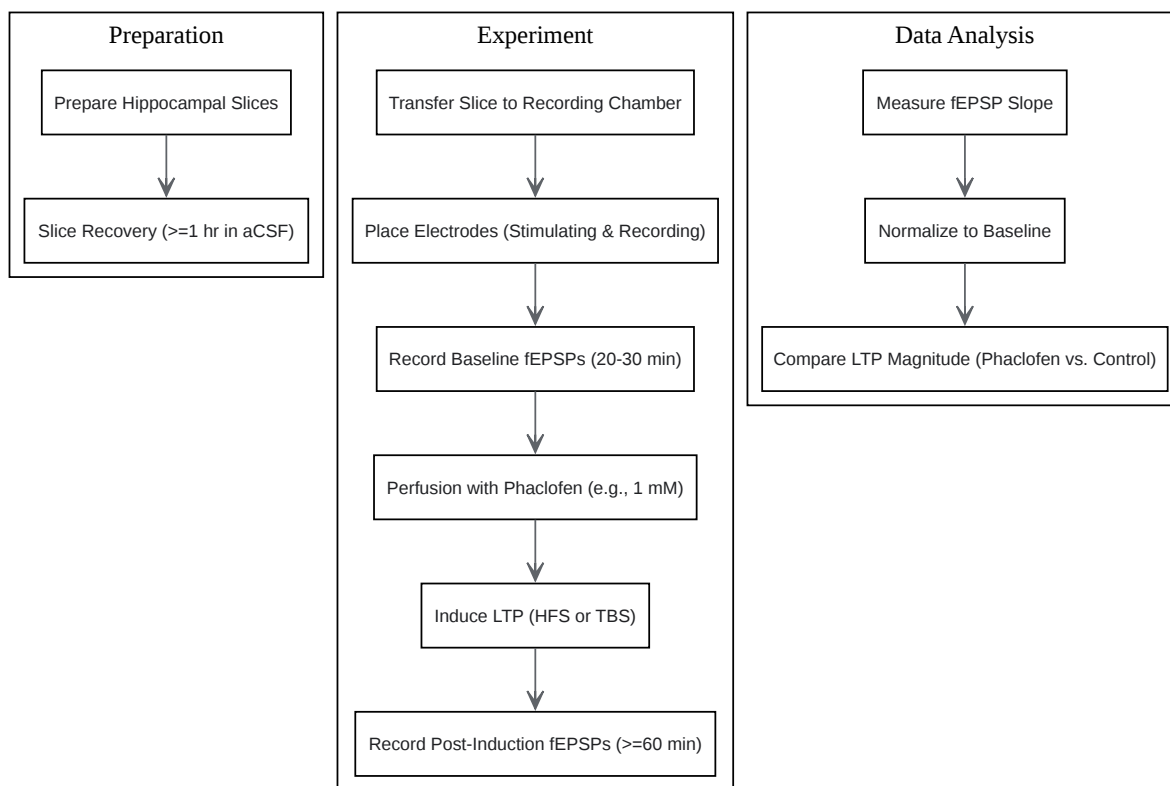 Preparation
Prepare Hippocampal Slices
Slice Recovery (>=1 hr in aCSF)
Experiment
Transfer Slice to Recording Chamber
Place Electrodes (Stimulating & Recording)
Record Baseline fEPSPs (20-30 min)
Perfusion with Phaclofen (e.g., 1 mM)
Induce LTP (HFS or TBS)
Record Post-Induction fEPSPs (>=60 min)
Data Analysis
Measure fEPSP Slope
Normalize to Baseline
Compare LTP Magnitude (Phaclofen vs. Control)